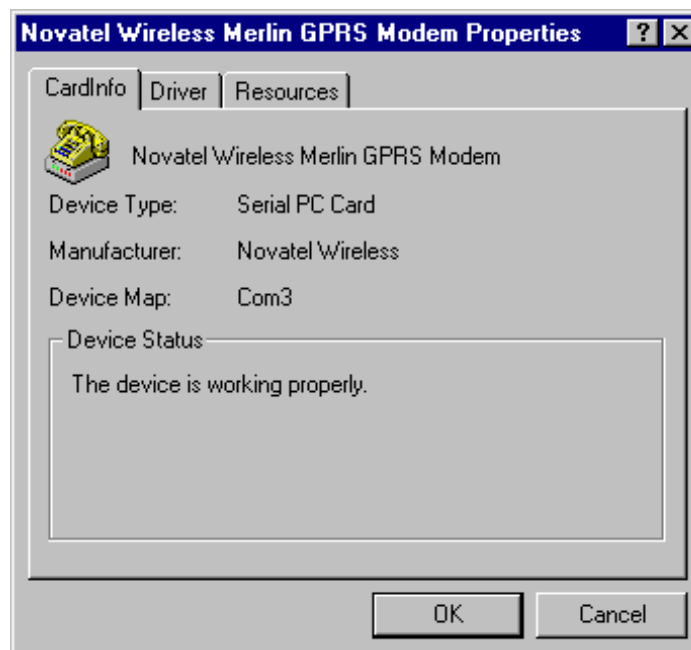 Novatel Wireless Merlin GPRS Modem Properties
CardInfo Driver Resources
Novatel Wireless Merlin GPRS Modem
Device Type: Serial PC Card
Manufacturer: Novatel Wireless
Device Map: Com3
Device Status
The device is working properly.
OK Cancel